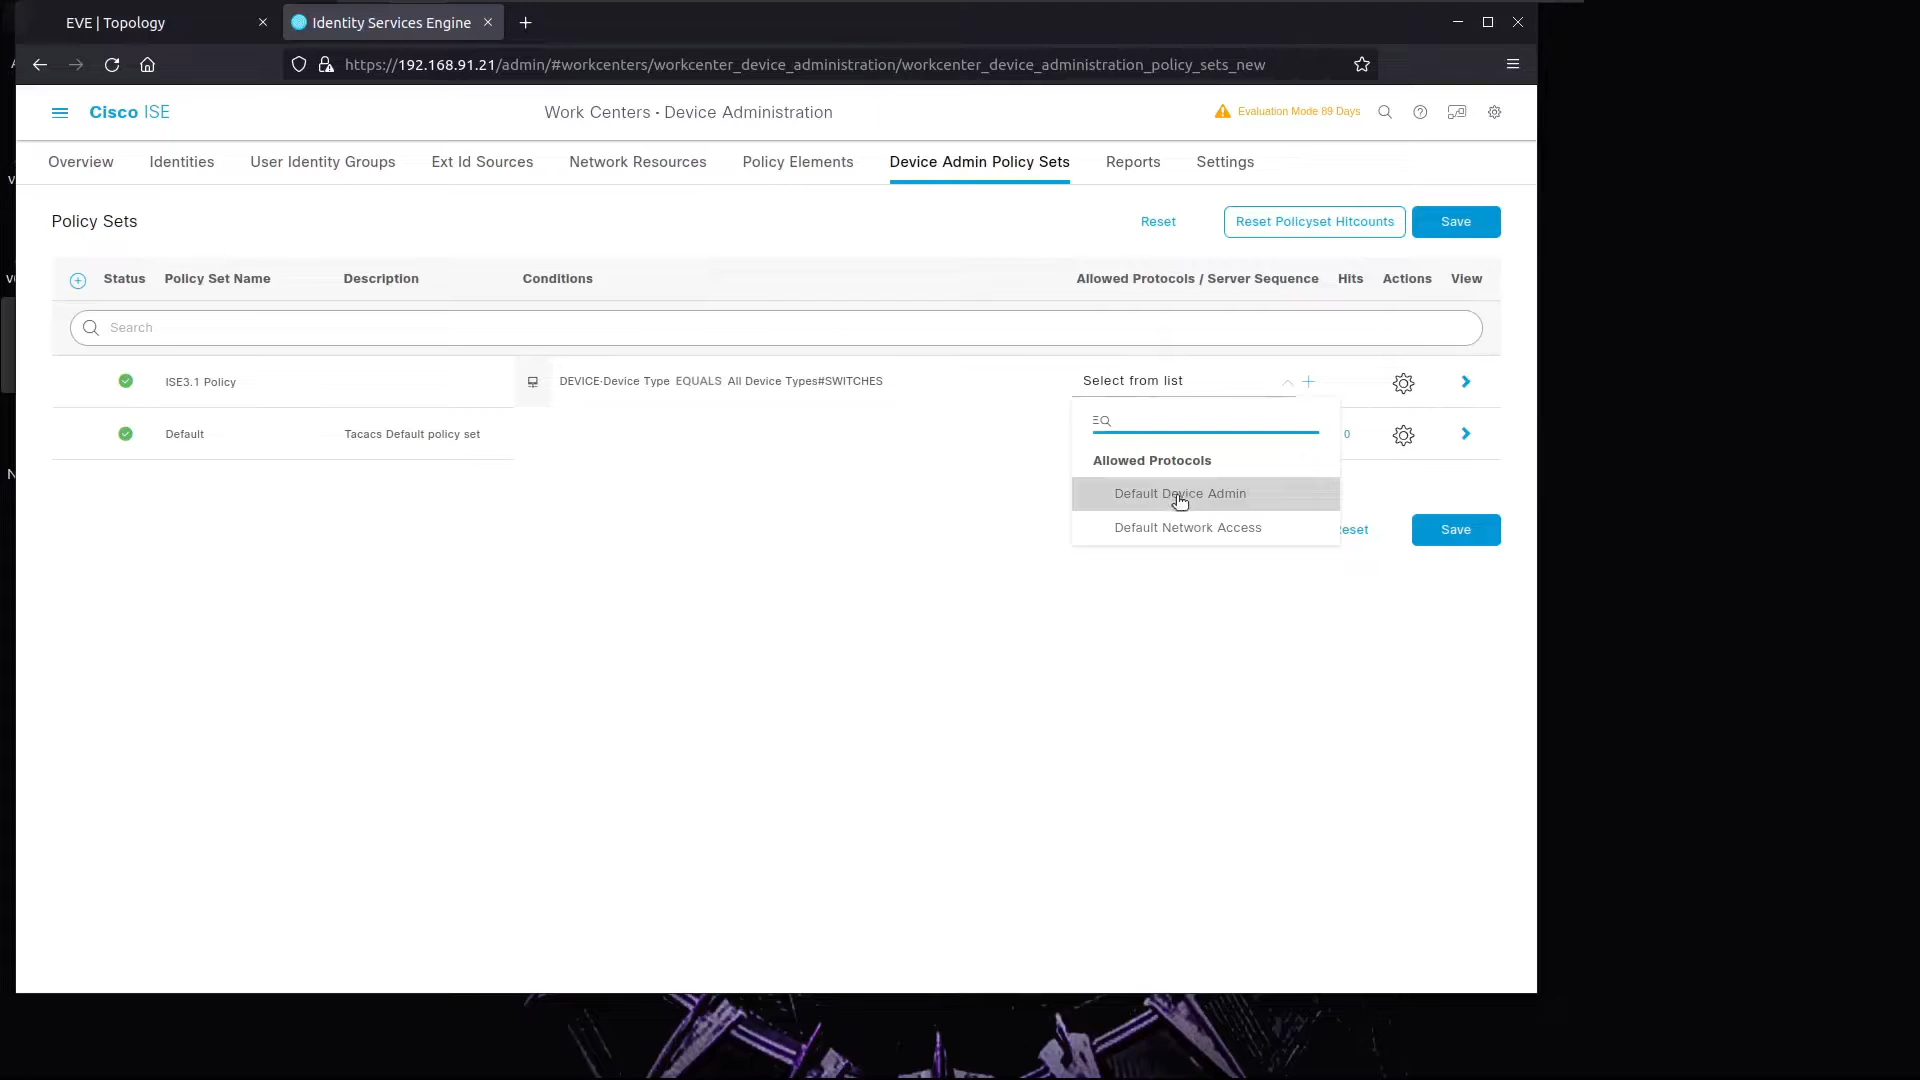 EVE | Topology
Identity Services Engine
https://192.168.91.21/admin/#workcenters/workcenter_device_administration/workcenter_device_administration_policy_sets_new
Cisco ISE
Work Centers · Device Administration
Evaluation Mode 89 Days
Overview Identities User Identity Groups Ext Id Sources Network Resources Policy Elements Device Admin Policy Sets Reports Settings
Policy Sets
Reset Reset Policyset Hitcounts Save
Status Policy Set Name Description Conditions Allowed Protocols / Server Sequence Hits Actions View
Search
ISE3.1 Policy DEVICE·Device Type EQUALS All Device Types#SWITCHES Select from list
Default Tacacs Default policy set 0
Allowed Protocols
Default Device Admin
Default Network Access
eset Save